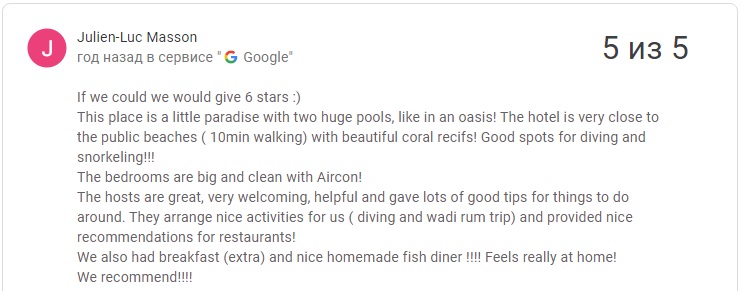 J
Julien-Luc Masson
год назад в сервисе " G Google"
5 из 5
If we could we would give 6 stars :)
This place is a little paradise with two huge pools, like in an oasis! The hotel is very close to
the public beaches ( 10min walking) with beautiful coral recifs! Good spots for diving and
snorkeling!!!
The bedrooms are big and clean with Aircon!
The hosts are great, very welcoming, helpful and gave lots of good tips for things to do
around. They arrange nice activities for us ( diving and wadi rum trip) and provided nice
recommendations for restaurants!
We also had breakfast (extra) and nice homemade fish diner !!!! Feels really at home!
We recommend!!!!